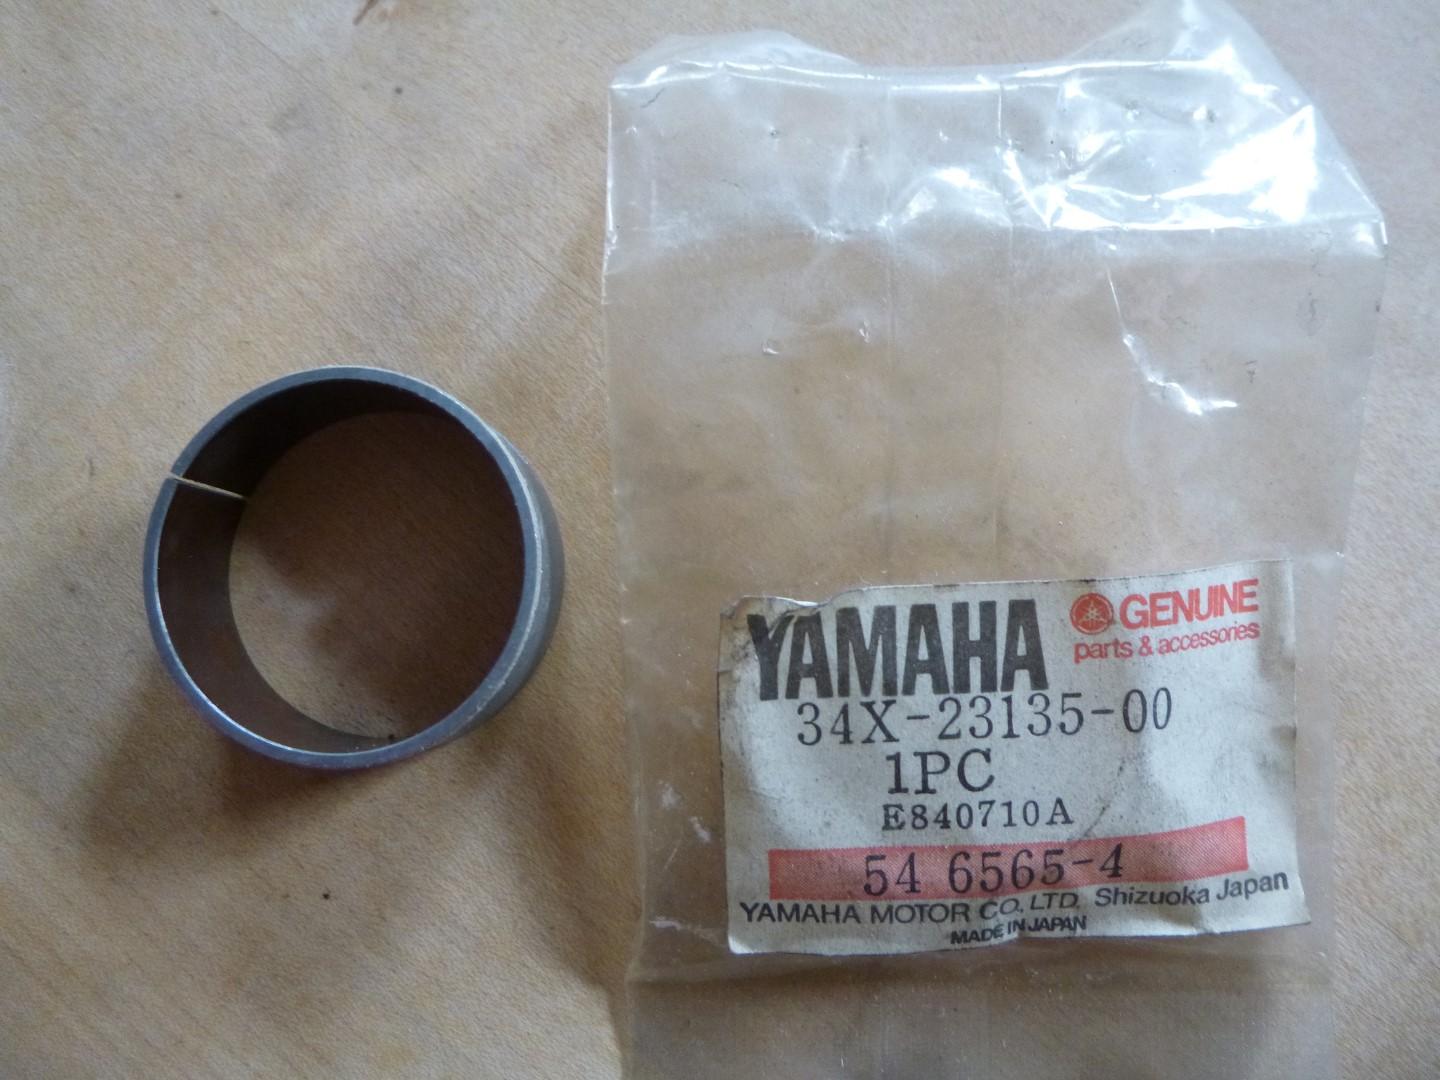 YAMAHA GENUINE
parts & accessories
34X-23135-00
1PC
E840710A
54 6565-4
YAMAHA MOTOR CO., LTD. Shizuoka Japan
MADE IN JAPAN